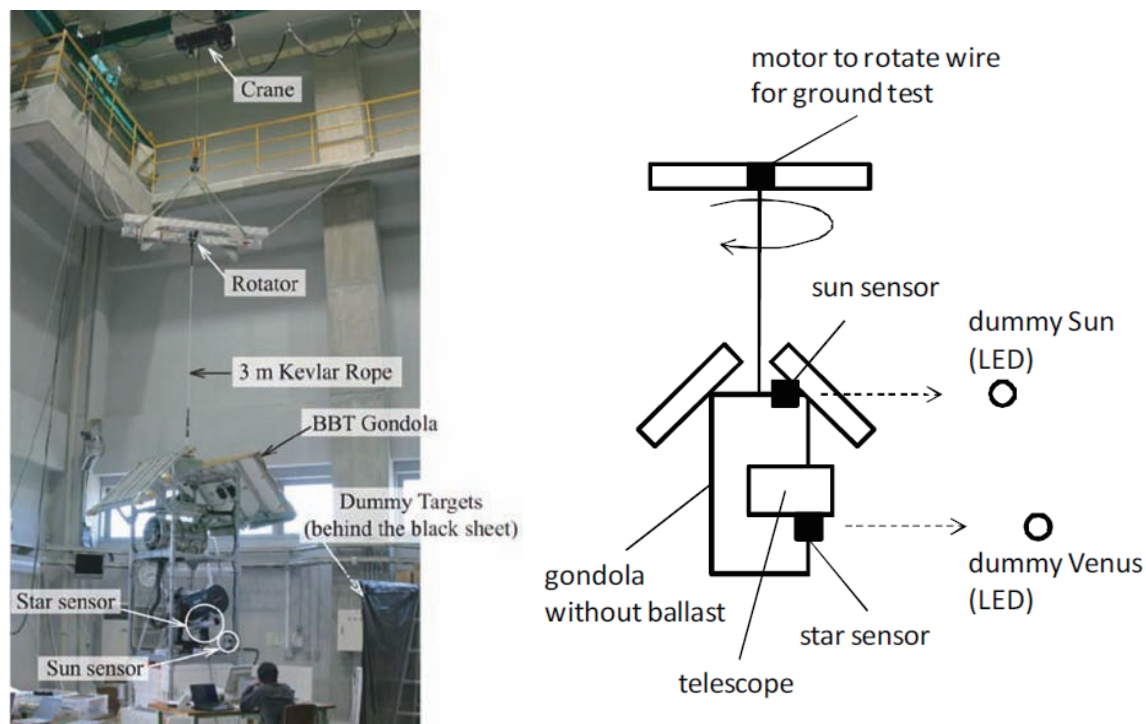 Crane
Rotator
3 m Kevlar Rope
BBT Gondola
Dummy Targets
(behind the black sheet)
Star sensor
Sun sensor
motor to rotate wire
for ground test
sun sensor
dummy Sun
(LED)
gondola
without ballast
dummy Venus
(LED)
star sensor
telescope